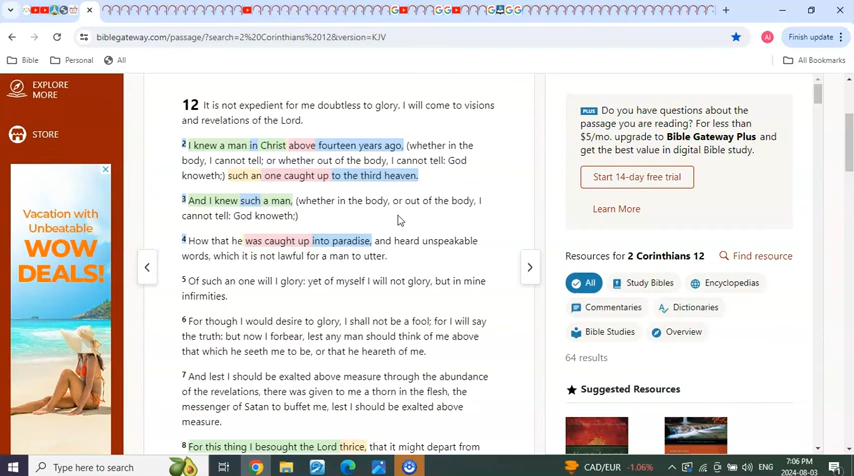 Finish update
biblegateway.com/passage/?search=2%20Corinthians%2012&version=KJV
AI
Bible
Personal
All
All Bookmarks
EXPLORE
MORE
STORE
Vacation with
Unbeatable
WOW
DEALS!
12 It is not expedient for me doubtless to glory. I will come to visions
and revelations of the Lord.
2 I knew a man in Christ above fourteen years ago, (whether in the
body, I cannot tell; or whether out of the body, I cannot tell: God
knoweth;) such an one caught up to the third heaven.
3 And I knew such a man, (whether in the body, or out of the body, I
cannot tell: God knoweth;)
4 How that he was caught up into paradise, and heard unspeakable
words, which it is not lawful for a man to utter.
5 Of such an one will I glory: yet of myself I will not glory, but in mine
infirmities.
6 For though I would desire to glory, I shall not be a fool; for I will say
the truth: but now I forbear, lest any man should think of me above
that which he seeth me to be, or that he heareth of me.
7 And lest I should be exalted above measure through the abundance
of the revelations, there was given to me a thorn in the flesh, the
messenger of Satan to buffet me, lest I should be exalted above
measure.
8 For this thing I besought the Lord thrice, that it might depart from
PLUS Do you have questions about the
passage you're reading? For less than
$5/mo. upgrade to Bible Gateway Plus and
get the best value in digital Bible study.
Start 14-day free trial
Learn More
Resources for 2 Corinthians 12
Find resource
All
Study Bibles
Encyclopedias
Commentaries
Dictionaries
Bible Studies
Overview
64 results
Suggested Resources
Type here to search
CAD/EUR -1.06%
ENG
7:06 PM
2024-08-03